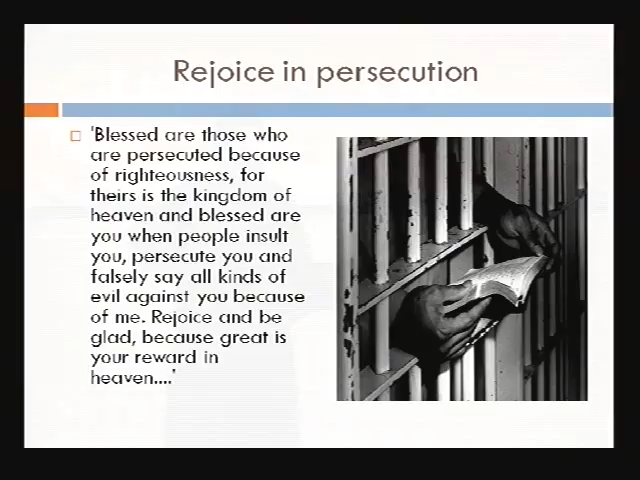 Rejoice in persecution
'Blessed are those who
are persecuted because
of righteousness, for
theirs is the kingdom of
heaven and blessed are
you when people insult
you, persecute you and
falsely say all kinds of
evil against you because
of me. Rejoice and be
glad, because great is
your reward in
heaven....'